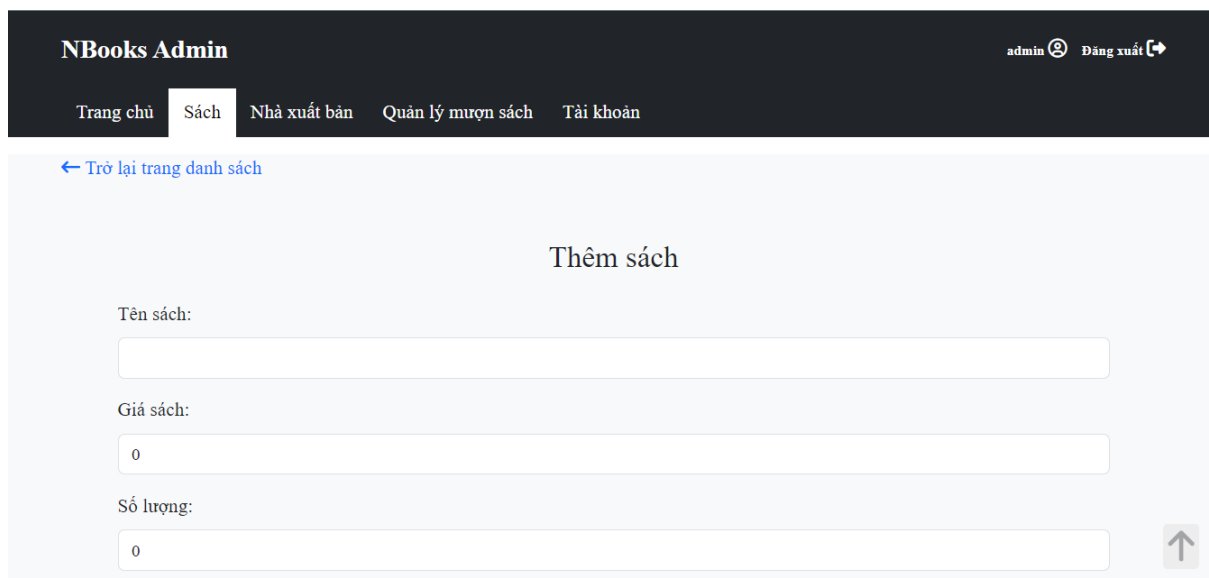 NBooks Admin
admin Đăng xuất
Trang chủ Sách Nhà xuất bản Quản lý mượn sách Tài khoản
Trở lại trang danh sách
Thêm sách
Tên sách:
Giá sách:
0
Số lượng:
0